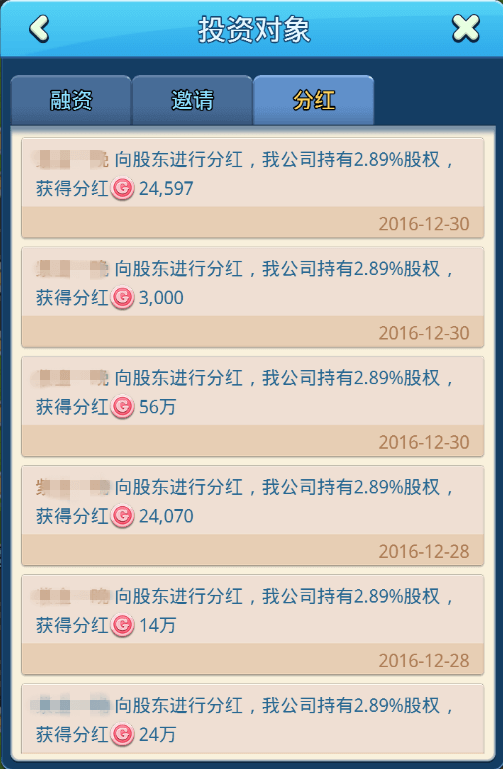 投资对象
融资 邀请 分红
向股东进行分红，我公司持有2.89%股权，
获得分红 G 24,597
2016-12-30
向股东进行分红，我公司持有2.89%股权，
获得分红 G 3,000
2016-12-30
向股东进行分红，我公司持有2.89%股权，
获得分红 G 56万
2016-12-30
向股东进行分红，我公司持有2.89%股权，
获得分红 G 24,070
2016-12-28
向股东进行分红，我公司持有2.89%股权，
获得分红 G 14万
2016-12-28
向股东进行分红，我公司持有2.89%股权，
获得分红 G 24万